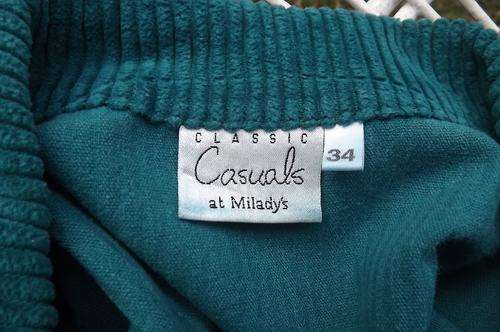 CLASSIC
Casuals
at Milady's
34